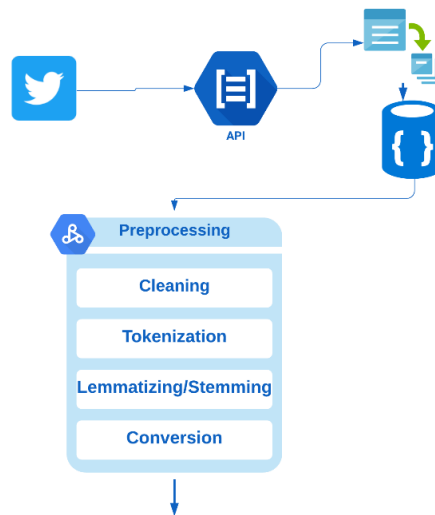 API
Preprocessing
Cleaning
Tokenization
Lemmatizing/Stemming
Conversion